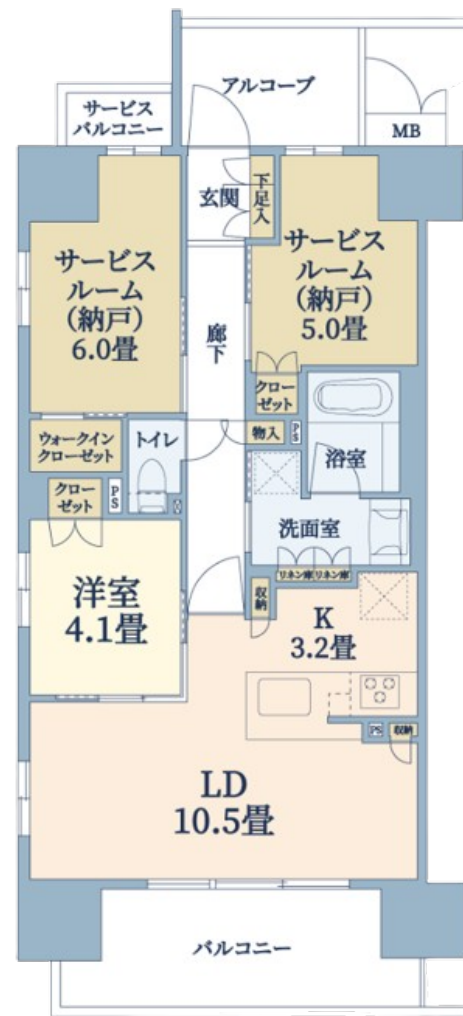 アルコーブ
サービス
バルコニー
MB
玄関
下足入
サービス
ルーム
（納戸）
6.0畳
サービス
ルーム
（納戸）
5.0畳
廊下
クロー
ゼット
ウォークイン
クローゼット
トイレ
物入
PS
浴室
クロー
ゼット
PS
洗面室
リネン庫
リネン庫
洋室
4.1畳
収納
K
3.2畳
PS
収納
LD
10.5畳
バルコニー